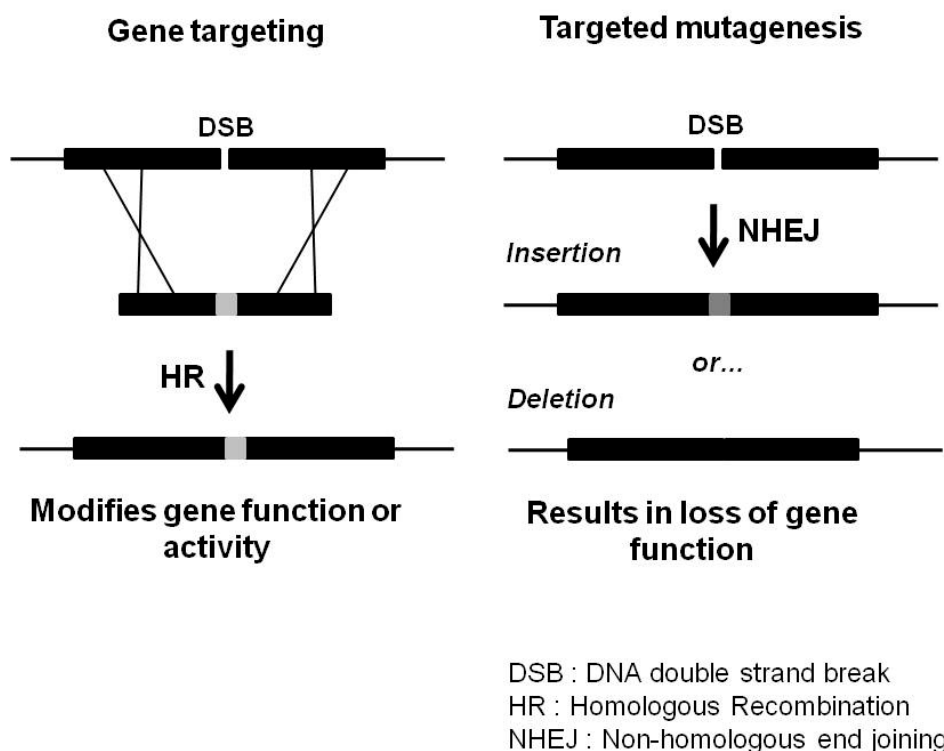 Gene targeting
DSB
HR
Modifies gene function or
activity
Targeted mutagenesis
DSB
NHEJ
Insertion
or...
Deletion
Results in loss of gene
function
DSB : DNA double strand break
HR : Homologous Recombination
NHEJ : Non-homologous end joining